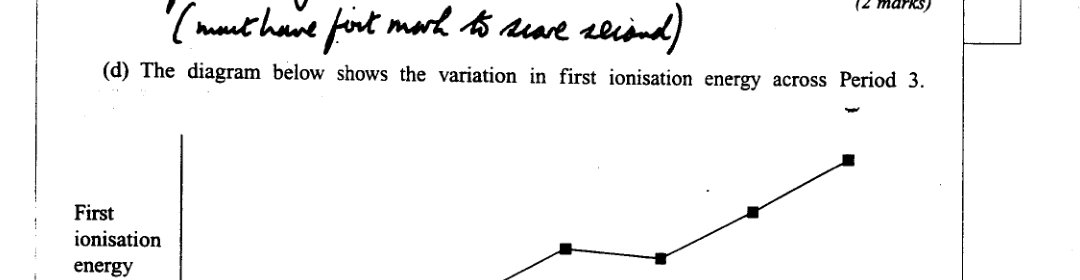 (2 marks)
(must have first mark to score second)
(d) The diagram below shows the variation in first ionisation energy across Period 3.
First
ionisation
energy